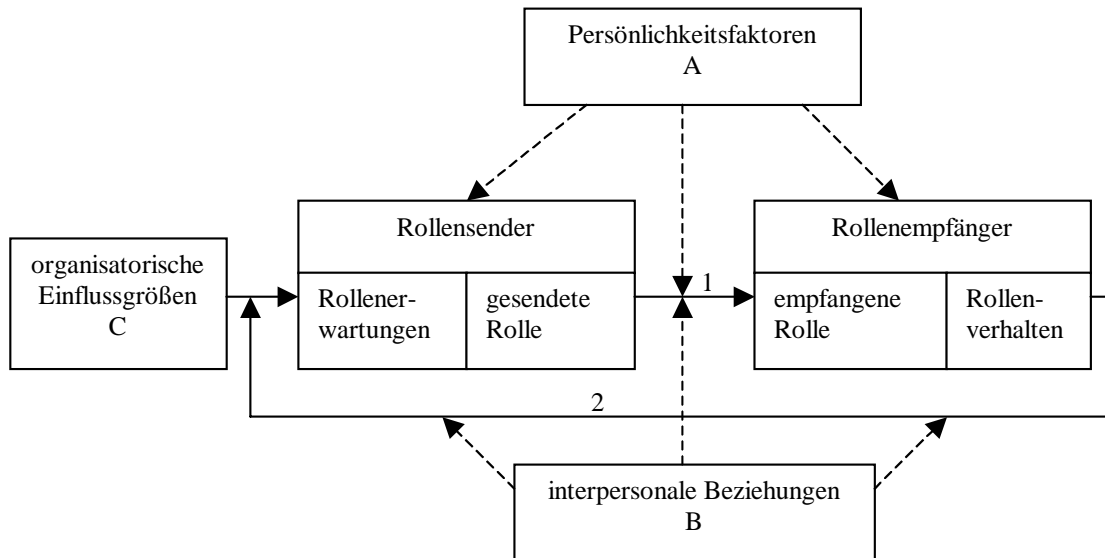 Persönlichkeitsfaktoren
A
Rollensender
Rollenempfänger
organisatorische
Einflussgrößen
C
Rollener-
wartungen
gesendete
Rolle
1
empfangene
Rolle
Rollen-
verhalten
2
interpersonale Beziehungen
B